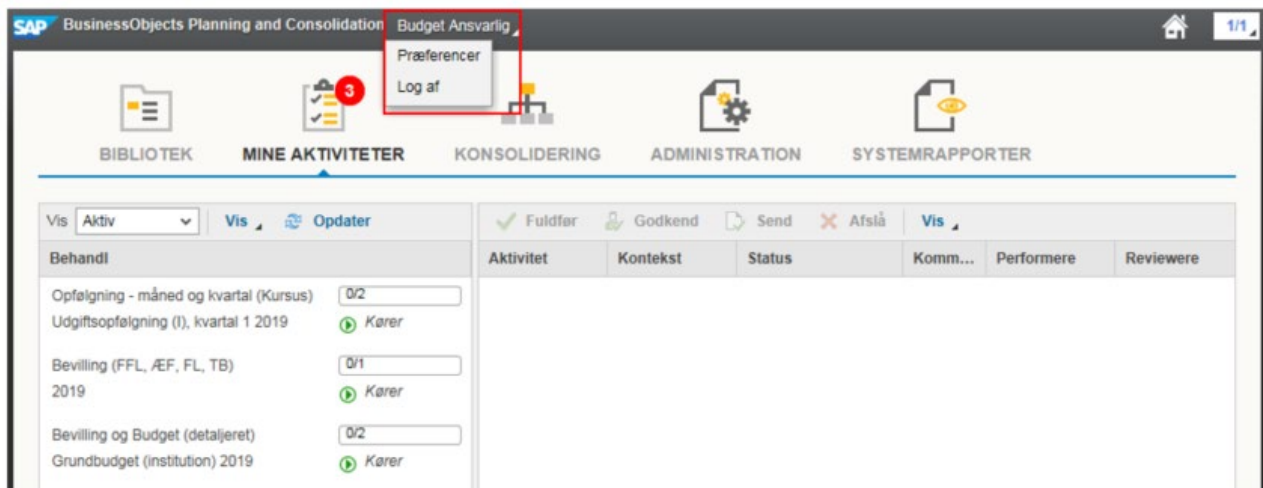 SAP BusinessObjects Planning and Consolidation Budget Ansvarlig 1/1
Præferencer
Log af
3
BIBLIOTEK MINE AKTIVITETER KONSOLIDERING ADMINISTRATION SYSTEMRAPPORTER
Vis Aktiv Vis Opdater Fuldfør Godkend Send Afslå Vis
Behandl Aktivitet Kontekst Status Komm... Performere Reviewere
Opfølgning - måned og kvartal (Kursus) 0/2
Udgiftsopfølgning (I), kvartal 1 2019 Kører
Bevilling (FFL, ÆF, FL, TB) 0/1
2019 Kører
Bevilling og Budget (detaljeret) 0/2
Grundbudget (institution) 2019 Kører